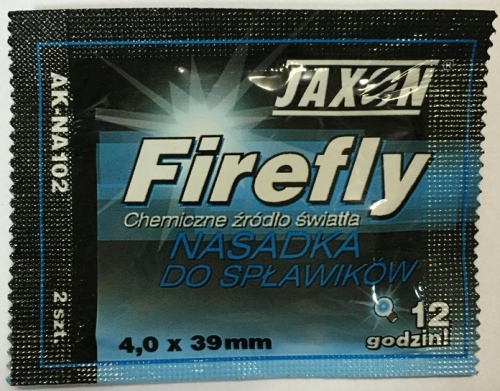 JAXON
AK-NA102
Firefly
Chemiczne źródło światła
NASADKA
DO SPŁAWIKÓW
12
godzin!
4,0 x 39mm
2 szt.